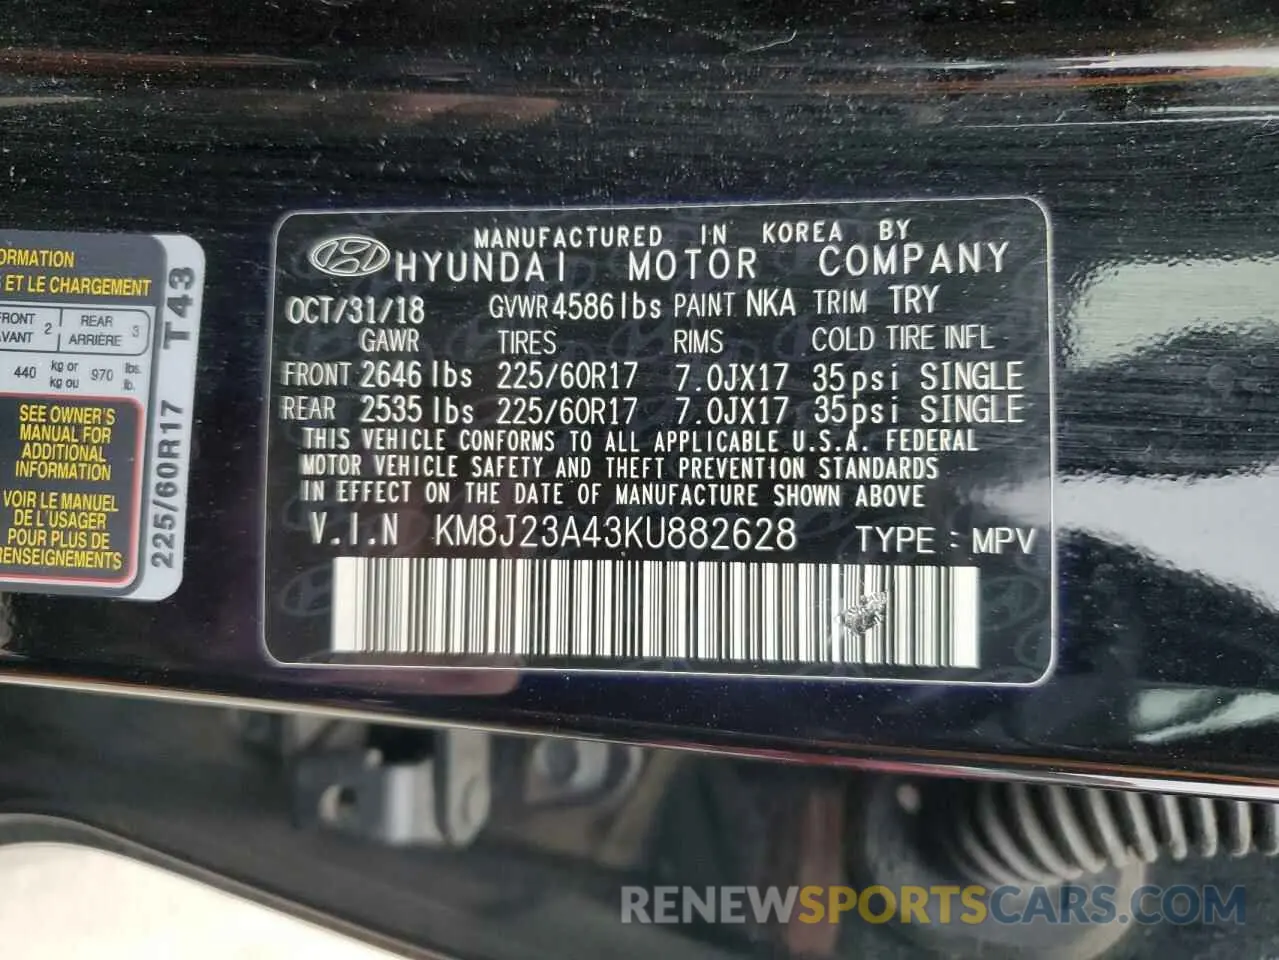 ORMATION
S ET LE CHARGEMENT
FRONT 2 REAR 3
VANT ARRIÈRE
440 kg or 970 lbs.
kg ou lb.
SEE OWNER'S
MANUAL FOR
ADDITIONAL
INFORMATION
VOIR LE MANUEL
DE L'USAGER
POUR PLUS DE
RENSEIGNEMENTS
225/60R17 T43
MANUFACTURED IN KOREA BY
HYUNDAI MOTOR COMPANY
OCT/31/18 GVWR 4586lbs PAINT NKA TRIM TRY
GAWR TIRES RIMS COLD TIRE INFL
FRONT 2646 lbs 225/60R17 7.0JX17 35psi SINGLE
REAR 2535 lbs 225/60R17 7.0JX17 35psi SINGLE
THIS VEHICLE CONFORMS TO ALL APPLICABLE U.S.A. FEDERAL
MOTOR VEHICLE SAFETY AND THEFT PREVENTION STANDARDS
IN EFFECT ON THE DATE OF MANUFACTURE SHOWN ABOVE
V.I.N KM8J23A43KU882628 TYPE : MPV
RENEWSPORTSCARS.COM